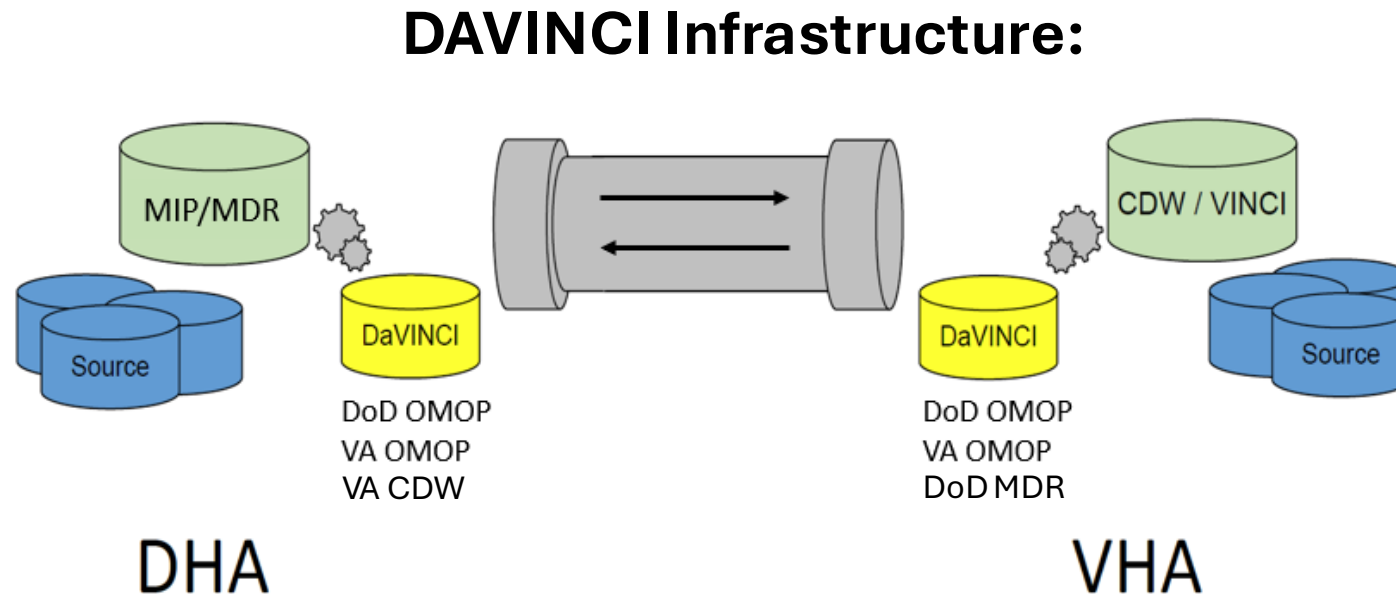 DAVINCI Infrastructure:
MIP/MDR
Source
DaVINCI
DoD OMOP
VA OMOP
VA CDW
DHA
CDW / VINCI
DaVINCI
Source
DoD OMOP
VA OMOP
DoD MDR
VHA